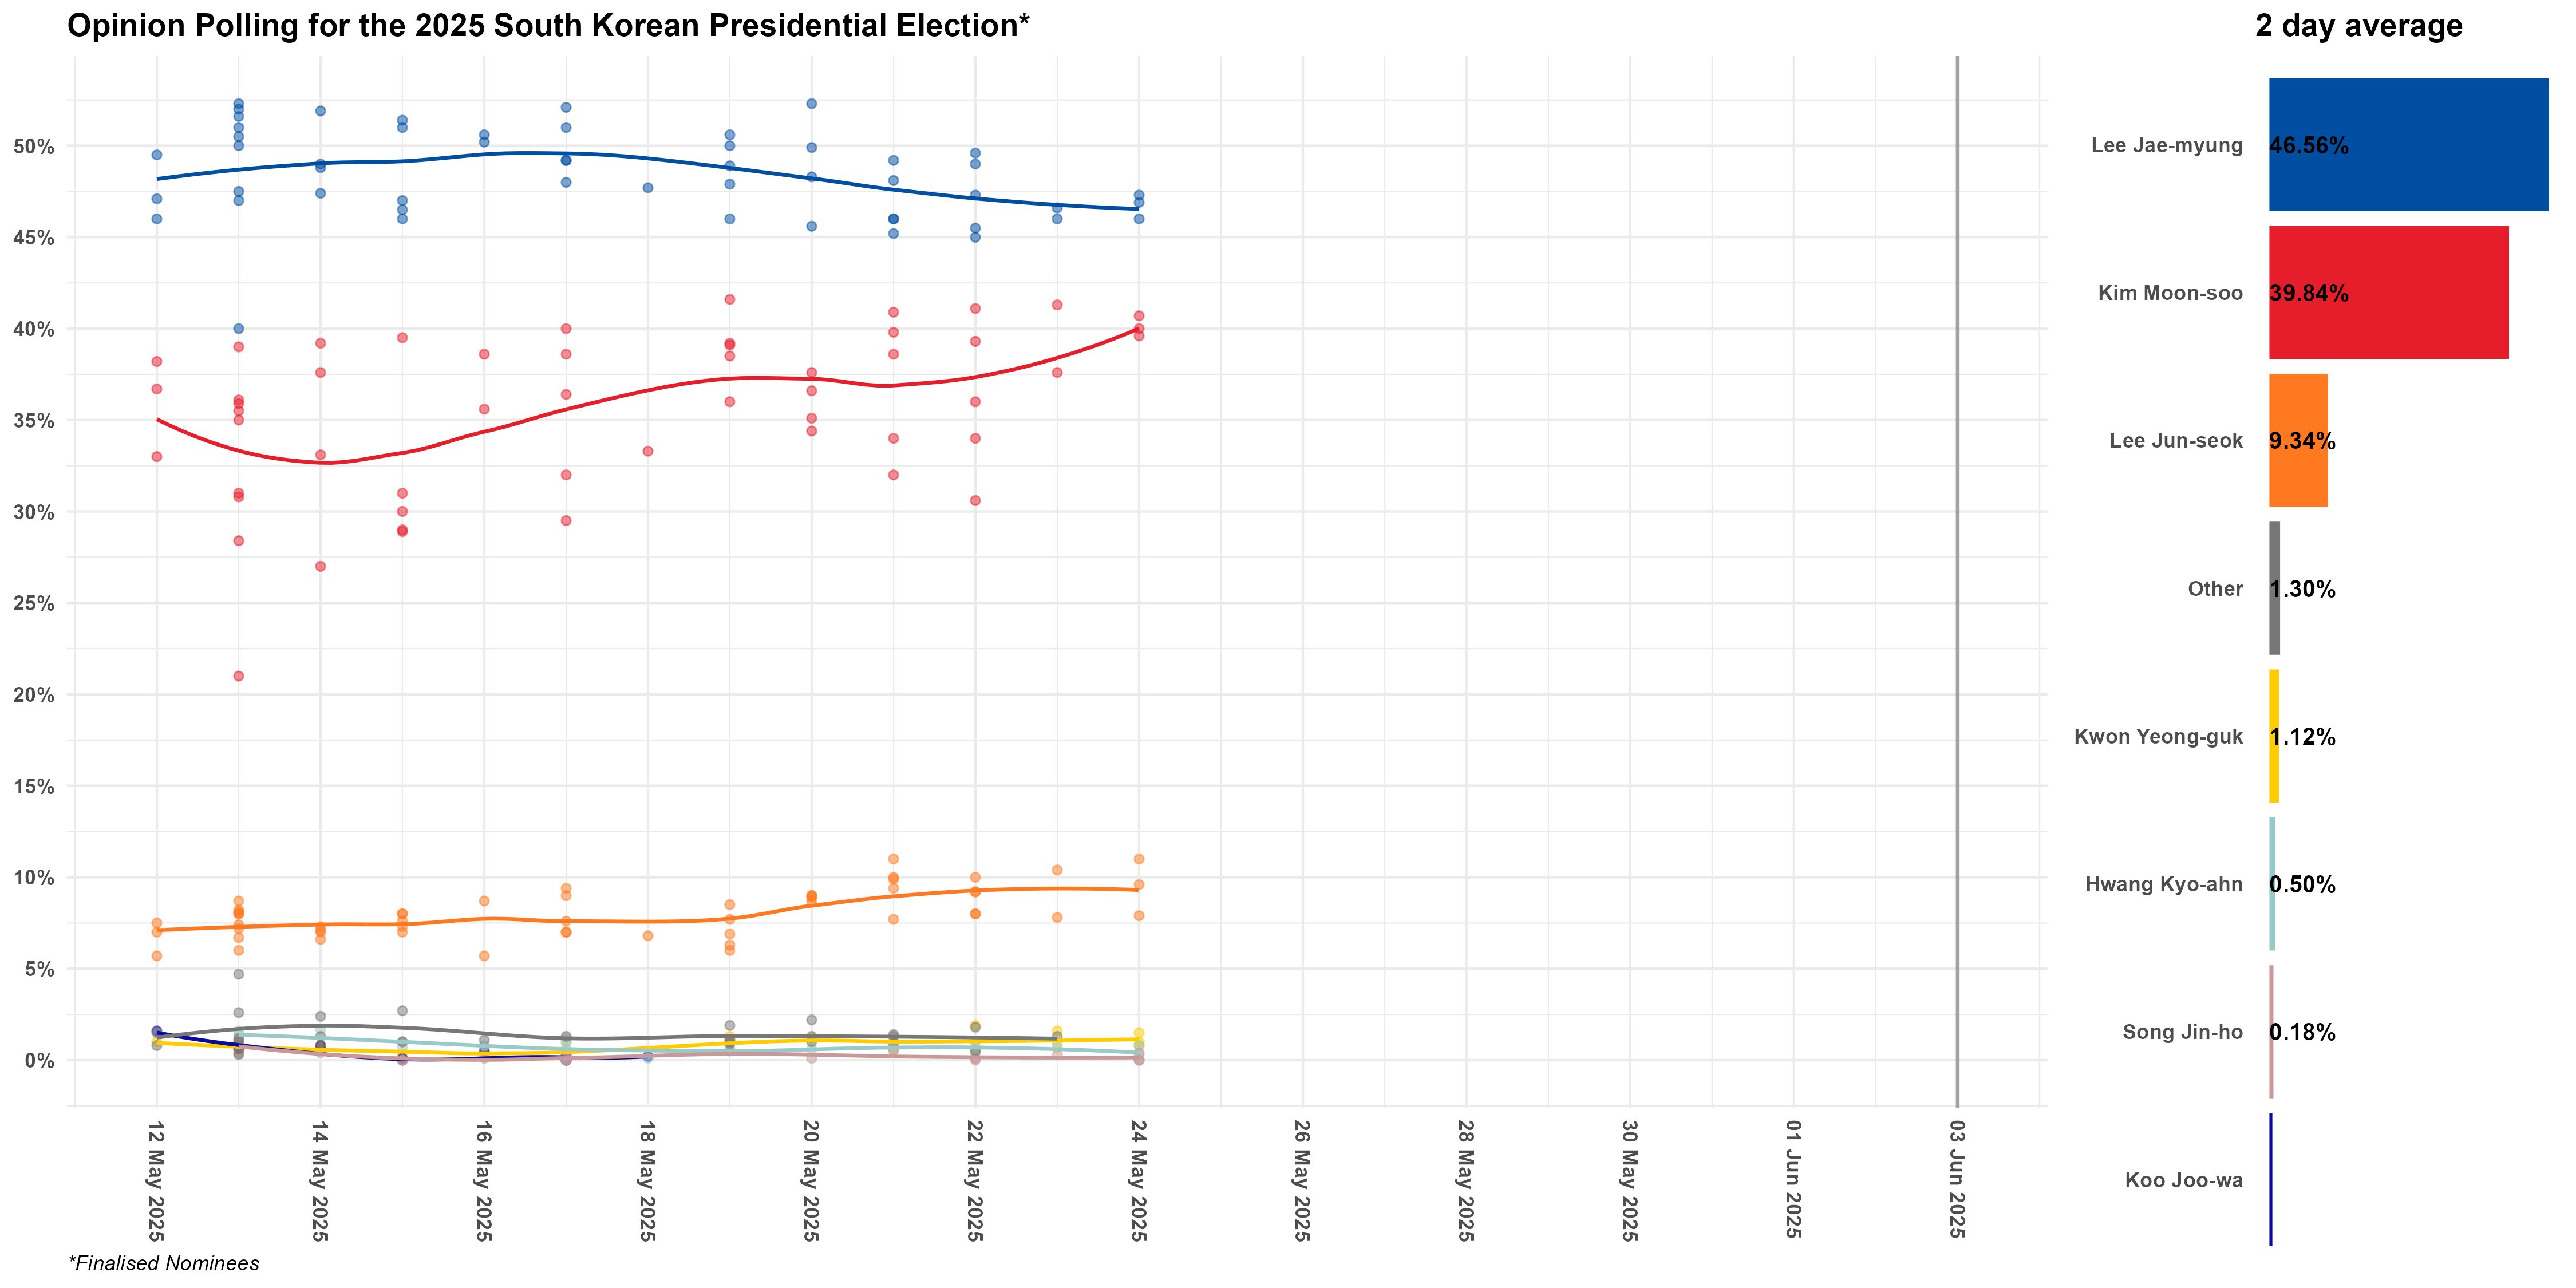 Opinion Polling for the 2025 South Korean Presidential Election*
2 day average
50%
45%
40%
35%
30%
25%
20%
15%
10%
5%
0%
12 May 2025
14 May 2025
16 May 2025
18 May 2025
20 May 2025
22 May 2025
24 May 2025
26 May 2025
28 May 2025
30 May 2025
01 Jun 2025
03 Jun 2025
*Finalised Nominees
Lee Jae-myung 46.56%
Kim Moon-soo 39.84%
Lee Jun-seok 9.34%
Other 1.30%
Kwon Yeong-guk 1.12%
Hwang Kyo-ahn 0.50%
Song Jin-ho 0.18%
Koo Joo-wa